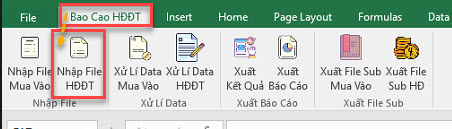 File Bao Cao HĐĐT Insert Home Page Layout Formulas Data
Nhập File Nhập File Xử Lí Data Xử Lí Data Xuất Xuất Xuất File Sub Xuất File
Mua Vào HĐĐT Mua Vào HĐĐT Kết Quả Báo Cáo Mua Vào Sub HĐ
Nhập File Xử Lí Data Xuất Báo Cáo Xuất File Sub